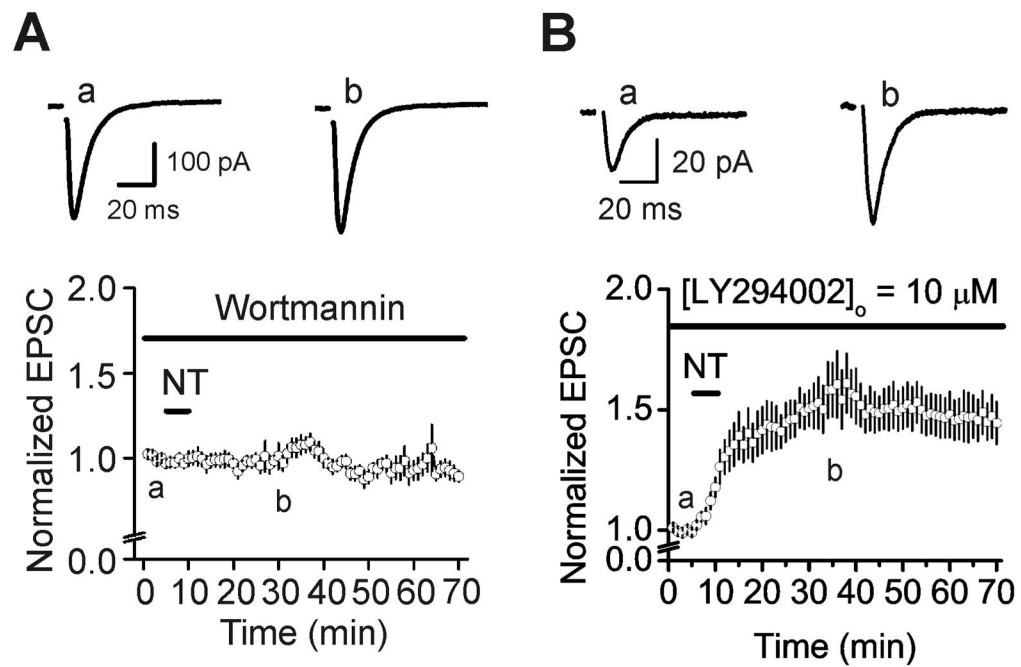 A
a
b
100 pA
20 ms
2.0
1.5
1.0
0.0
Normalized EPSC
Wortmannin
NT
a
b
0 10 20 30 40 50 60 70
Time (min)
B
a
b
20 pA
20 ms
2.0
1.5
1.0
0.0
Normalized EPSC
[LY294002]o = 10 μM
NT
a
b
0 10 20 30 40 50 60 70
Time (min)